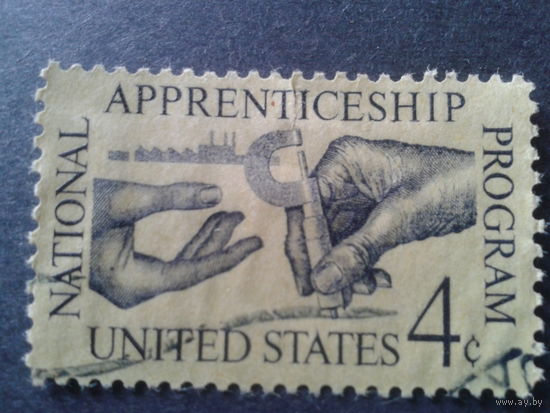 NATIONAL
APPRENTICESHIP
PROGRAM
UNITED STATES 4¢
www.ay.by